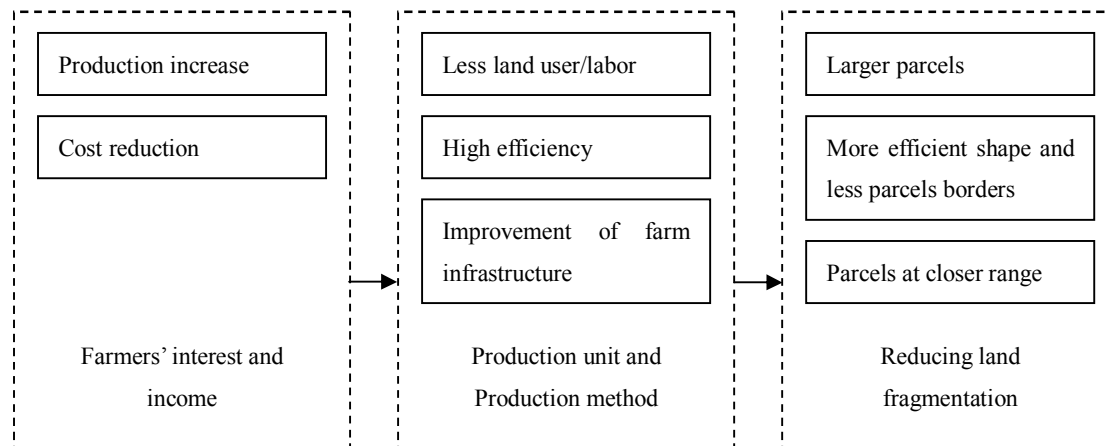 Production increase
Cost reduction
Farmers’ interest and
income
Less land user/labor
High efficiency
Improvement of farm
infrastructure
Production unit and
Production method
Larger parcels
More efficient shape and
less parcels borders
Parcels at closer range
Reducing land
fragmentation